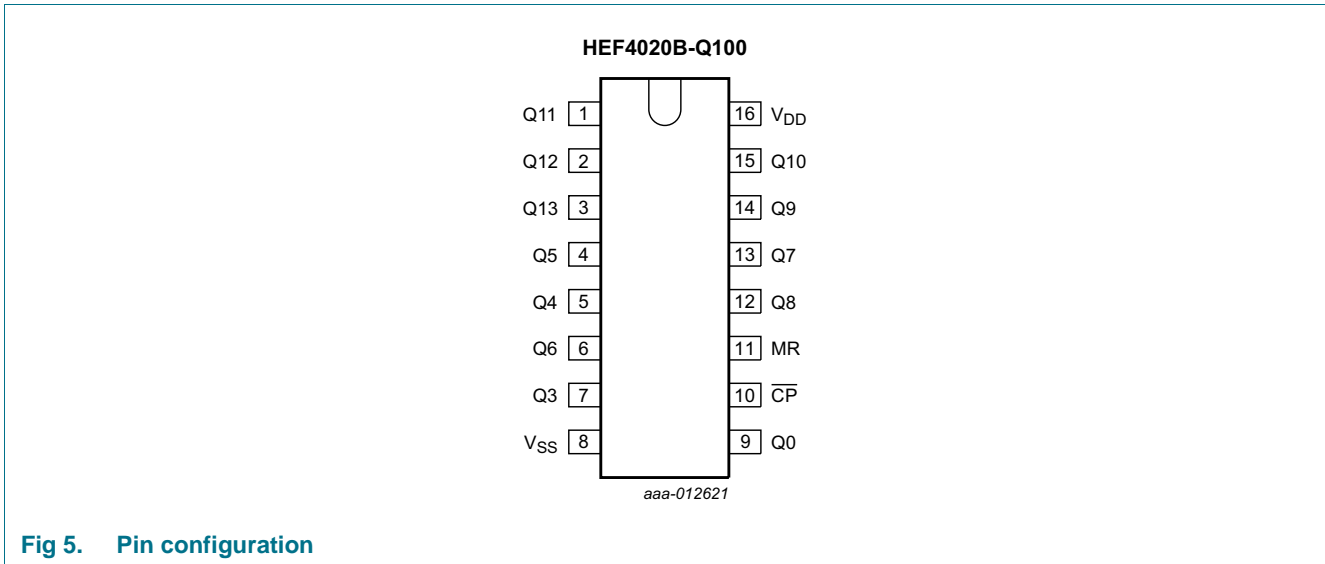 HEF4020B-Q100
Q11 1 16 VDD
Q12 2 15 Q10
Q13 3 14 Q9
Q5 4 13 Q7
Q4 5 12 Q8
Q6 6 11 MR
Q3 7 10 C̅P̅
VSS 8 9 Q0
aaa-012621
Fig 5. Pin configuration